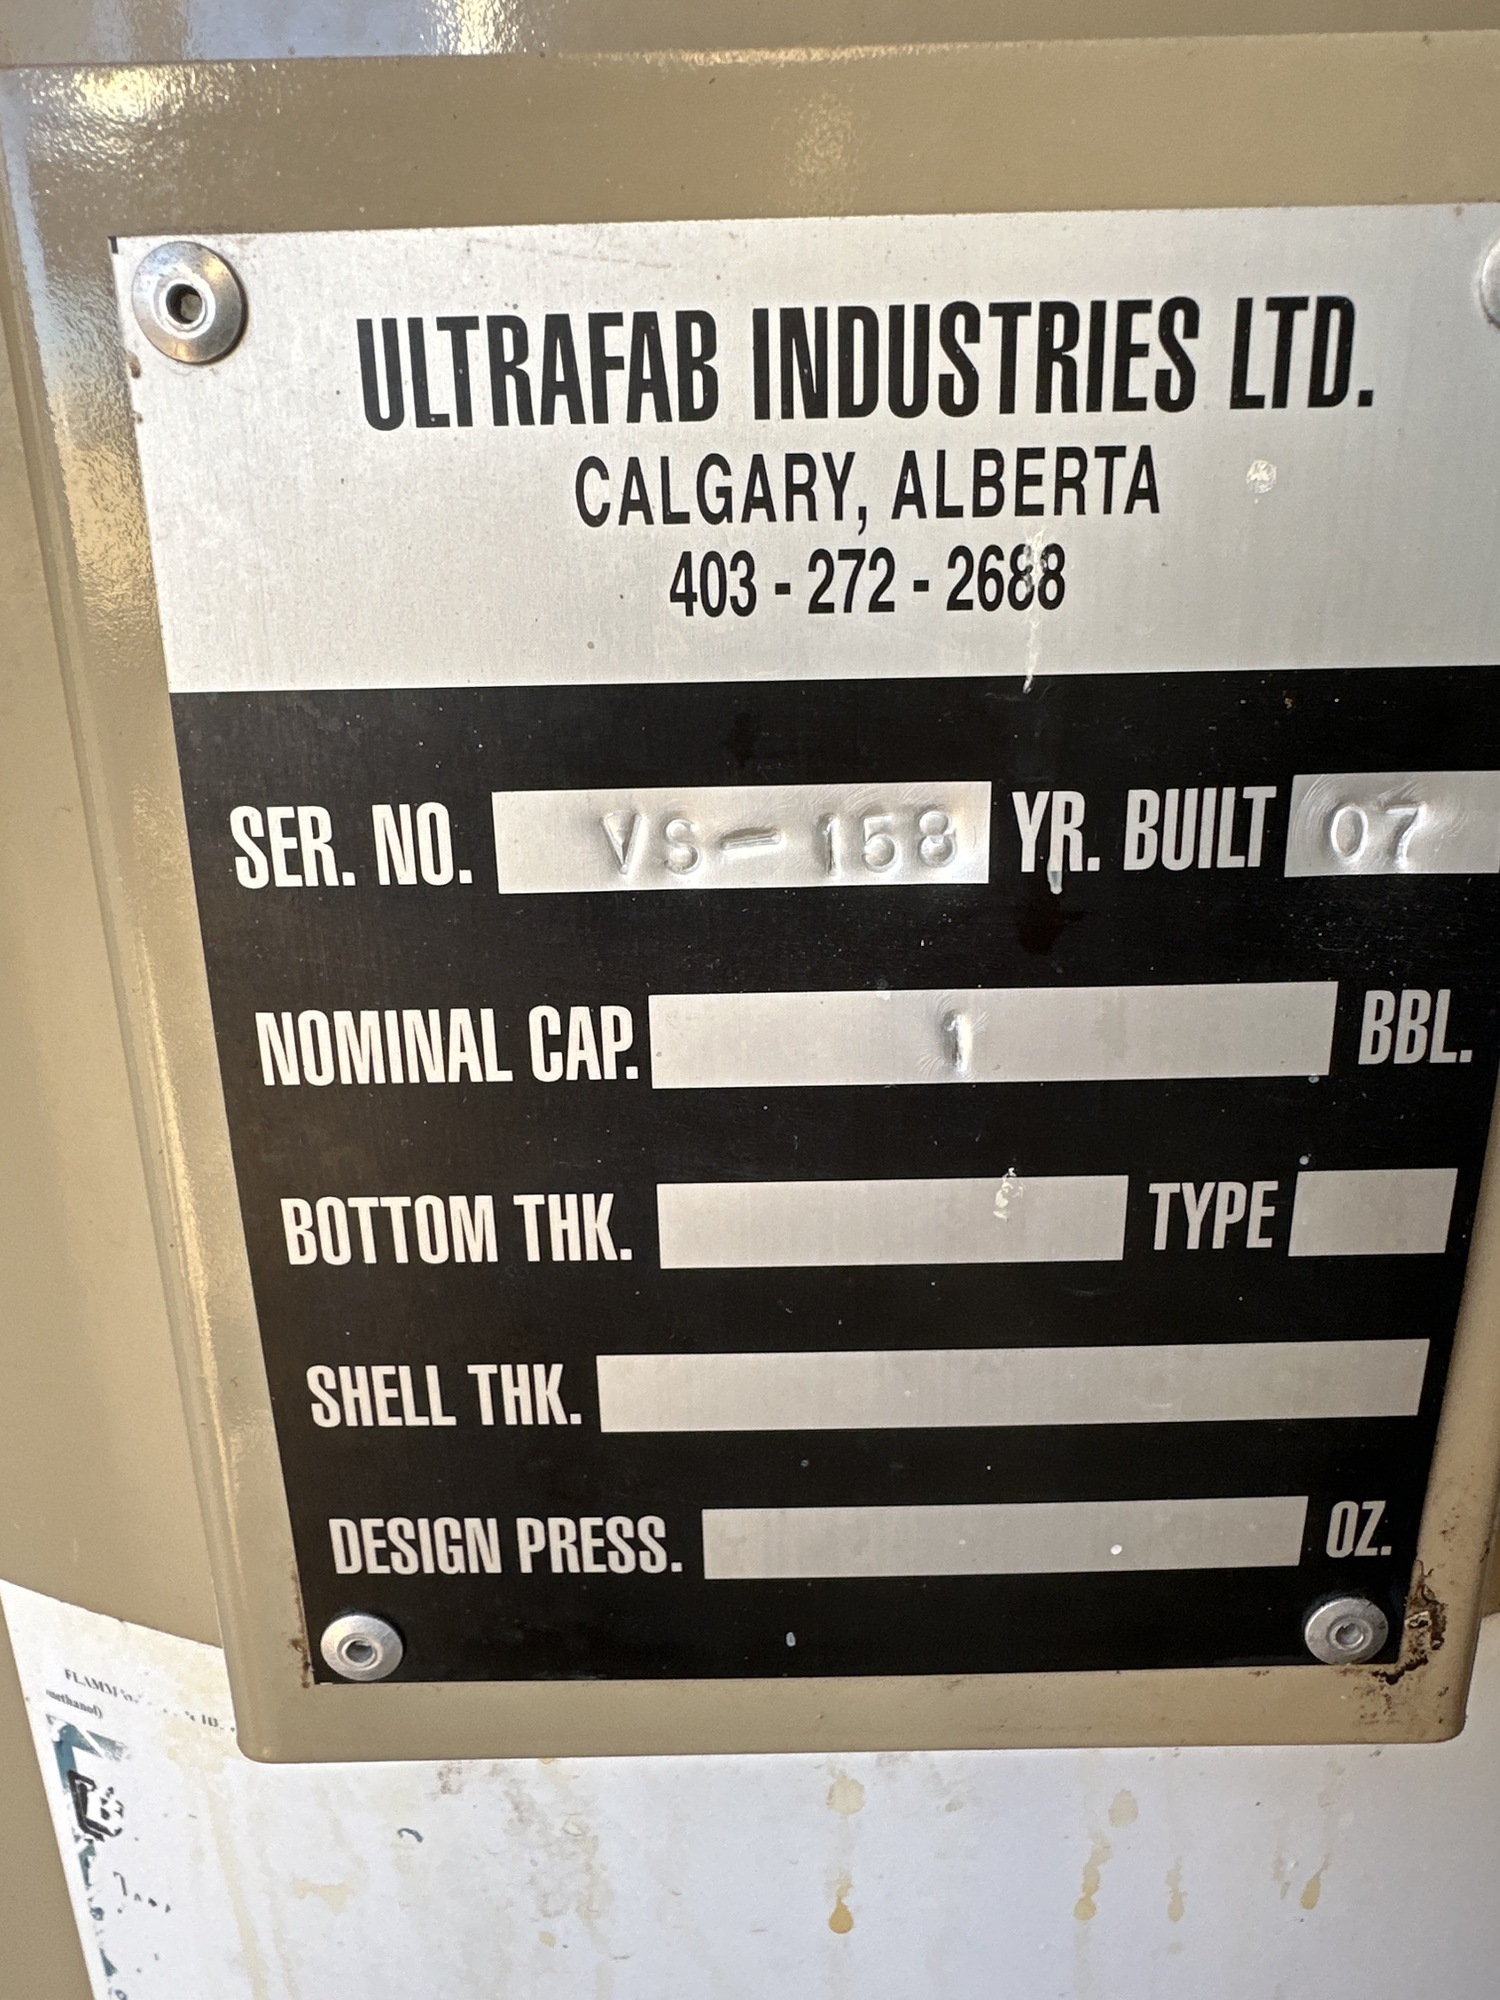 ULTRAFAB INDUSTRIES LTD.
CALGARY, ALBERTA
403 - 272 - 2688
SER. NO. VS-158 YR. BUILT 07
NOMINAL CAP. 1 BBL.
BOTTOM THK. TYPE
SHELL THK.
DESIGN PRESS. OZ.
methanol)